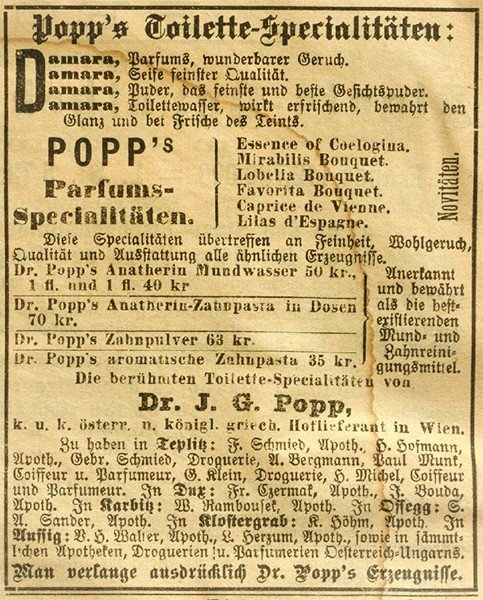 Popp's Toilette-Specialitäten:
Damara, Parfums, wunderbarer Geruch.
Damara, Seife feinster Qualität.
Damara, Puder, das feinste und beste Gesichtspuder.
Damara, Toilettewasser, wirkt erfrischend, bewahrt den
Glanz und bei Frische des Teints.
POPP's
Parfums-
Specialitäten.
Essence of Coelogina.
Mirabilis Bouquet.
Lobelia Bouquet.
Favorita Bouquet.
Caprice de Vienne.
Lilas d'Espagne.
Novitäten.
Diese Specialitäten übertreffen an Feinheit, Wohlgeruch,
Qualität und Ausstattung alle ähnlichen Erzeugnisse.
Dr. Popp's Anatherin Mundwasser 50 kr.,
1 fl. und 1 fl. 40 kr
Dr. Popp's Anatherin-Zahnpasta in Dosen
70 kr.
Dr. Popp's Zahnpulver 63 kr.
Dr. Popp's aromatische Zahnpasta 35 kr.
Anerkannt
und bewährt
als die best-
existierenden
Mund- und
Zahnreini-
gungsmittel.
Die berühmten Toilette-Specialitäten von
Dr. J. G. Popp,
k. u. k. österr. n. königl. griech. Hoflieferant in Wien.
Zu haben in Teplitz: F. Schmied, Apoth., H. Hofmann,
Apoth., Gebr. Schmied, Droguerie, A. Bergmann, Paul Munk,
Coiffeur u. Parfumeur, G. Klein, Droguerie, H. Michel, Coiffeur
und Parfumeur. In Dux: Fr. Czermak, Apoth., J. Bouda,
Apoth. In Karbitz: W. Rambousek, Apoth. In Ossegg: S.
A. Sander, Apoth. In Klostergrab: K. Höhm, Apoth. In
Aussig: V. H. Walter, Apoth., L. Herzum, Apoth., sowie in sämmt-
lichen Apotheken, Droguerien u. Parfumerien Oesterreich-Ungarns.
Man verlange ausdrücklich Dr. Popp's Erzeugnisse.